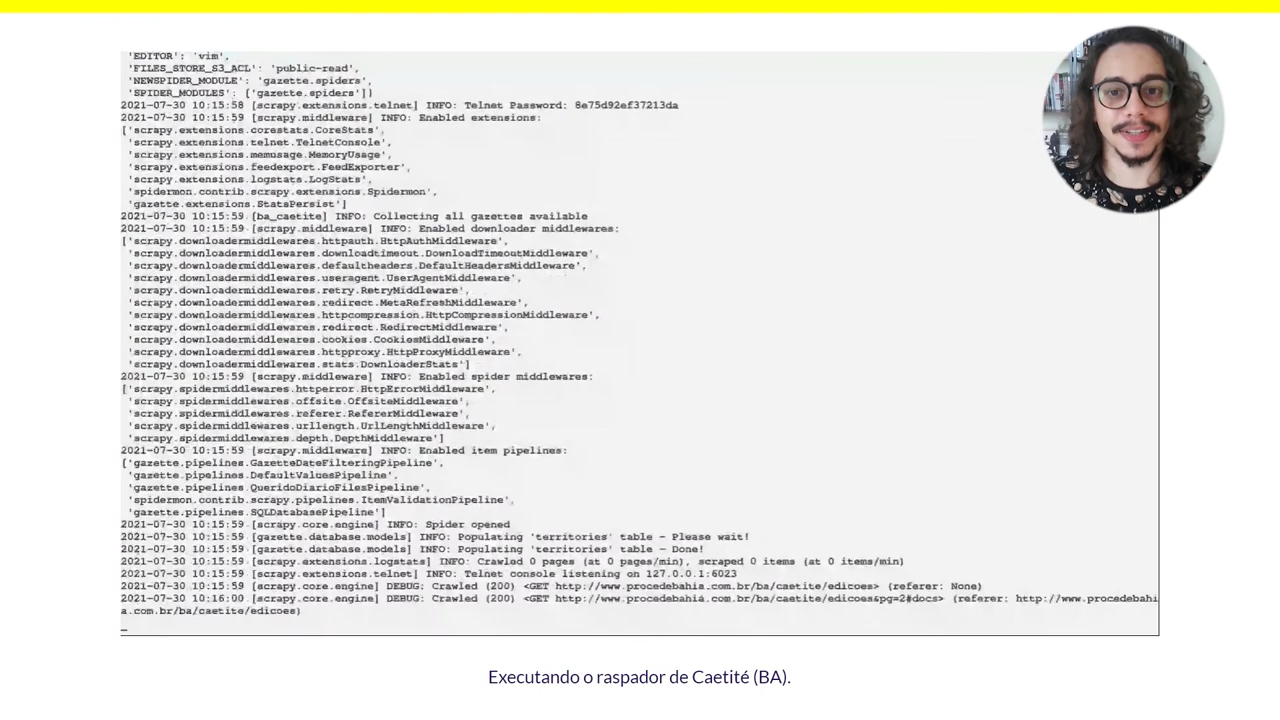 'EDITOR': 'vim',
'FILES_STORE_S3_ACL': 'public-read',
'NEWSPIDER_MODULE': 'gazette.spiders',
'SPIDER_MODULES': ['gazette.spiders'])
2021-07-30 10:15:58 [scrapy.extensions.telnet] INFO: Telnet Password: 8e75d92ef37213da
2021-07-30 10:15:59 [scrapy.middleware] INFO: Enabled extensions:
['scrapy.extensions.corestats.CoreStats',
'scrapy.extensions.telnet.TelnetConsole',
'scrapy.extensions.memusage.MemoryUsage',
'scrapy.extensions.feedexport.FeedExporter',
'scrapy.extensions.logstats.LogStats',
'spidermon.contrib.scrapy.extensions.Spidermon',
'gazette.extensions.StatsPersist']
2021-07-30 10:15:59 [ba_caetite] INFO: Collecting all gazettes available
2021-07-30 10:15:59 [scrapy.middleware] INFO: Enabled downloader middlewares:
['scrapy.downloadermiddlewares.httpauth.HttpAuthMiddleware',
'scrapy.downloadermiddlewares.downloadtimeout.DownloadTimeoutMiddleware',
'scrapy.downloadermiddlewares.defaultheaders.DefaultHeadersMiddleware',
'scrapy.downloadermiddlewares.useragent.UserAgentMiddleware',
'scrapy.downloadermiddlewares.retry.RetryMiddleware',
'scrapy.downloadermiddlewares.redirect.MetaRefreshMiddleware',
'scrapy.downloadermiddlewares.httpcompression.HttpCompressionMiddleware',
'scrapy.downloadermiddlewares.redirect.RedirectMiddleware',
'scrapy.downloadermiddlewares.cookies.CookiesMiddleware',
'scrapy.downloadermiddlewares.httpproxy.HttpProxyMiddleware',
'scrapy.downloadermiddlewares.stats.DownloaderStats']
2021-07-30 10:15:59 [scrapy.middleware] INFO: Enabled spider middlewares:
['scrapy.spidermiddlewares.httperror.HttpErrorMiddleware',
'scrapy.spidermiddlewares.offsite.OffsiteMiddleware',
'scrapy.spidermiddlewares.referer.RefererMiddleware',
'scrapy.spidermiddlewares.urllength.UrlLengthMiddleware',
'scrapy.spidermiddlewares.depth.DepthMiddleware']
2021-07-30 10:15:59 [scrapy.middleware] INFO: Enabled item pipelines:
['gazette.pipelines.GazetteDateFilteringPipeline',
'gazette.pipelines.DefaultValuesPipeline',
'gazette.pipelines.QueridoDiarioFilesPipeline',
'spidermon.contrib.scrapy.pipelines.ItemValidationPipeline',
'gazette.pipelines.SQLDatabasePipeline']
2021-07-30 10:15:59 [scrapy.core.engine] INFO: Spider opened
2021-07-30 10:15:59 [gazette.database.models] INFO: Populating 'territories' table - Please wait!
2021-07-30 10:15:59 [gazette.database.models] INFO: Populating 'territories' table - Done!
2021-07-30 10:15:59 [scrapy.extensions.logstats] INFO: Crawled 0 pages (at 0 pages/min), scraped 0 items (at 0 items/min)
2021-07-30 10:15:59 [scrapy.extensions.telnet] INFO: Telnet console listening on 127.0.0.1:6023
2021-07-30 10:15:59 [scrapy.core.engine] DEBUG: Crawled (200) <GET http://www.procedebahia.com.br/ba/caetite/edicoes> (referer: None)
2021-07-30 10:16:00 [scrapy.core.engine] DEBUG: Crawled (200) <GET http://www.procedebahia.com.br/ba/caetite/edicoes&pg=2#docs> (referer: http://www.procedebahi
a.com.br/ba/caetite/edicoes)
Executando o raspador de Caetité (BA).